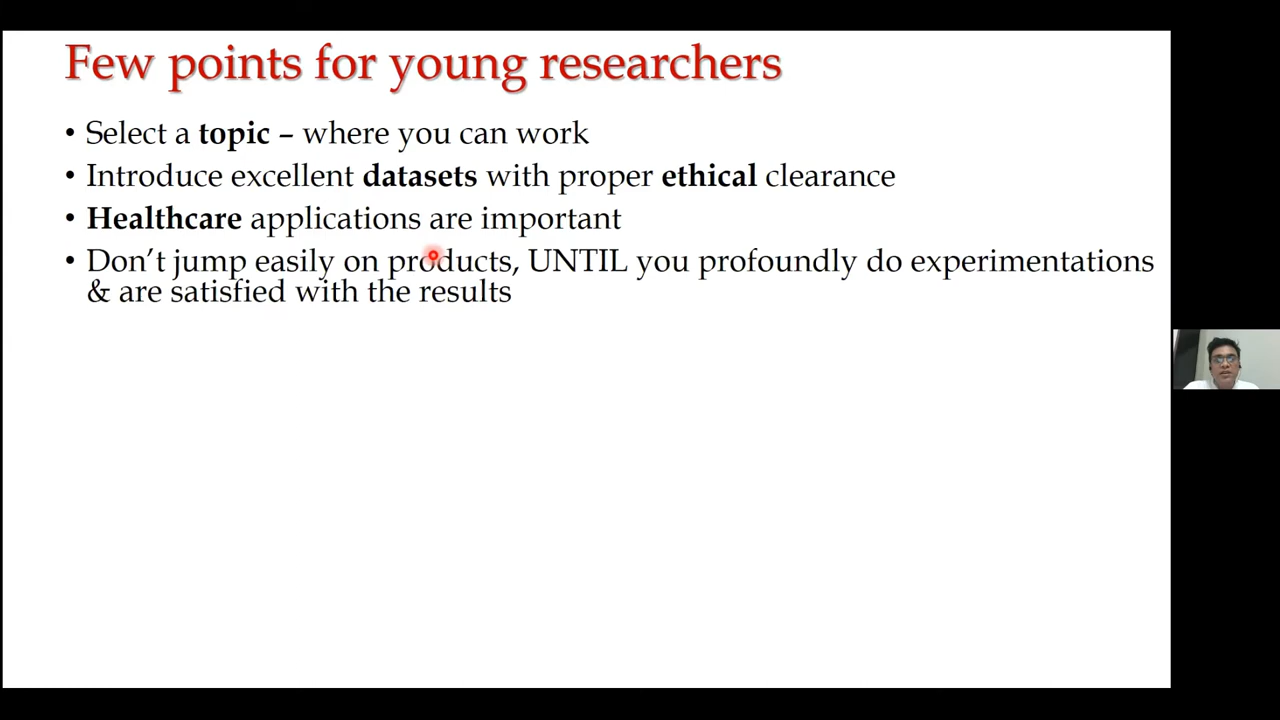 Few points for young researchers
• Select a topic – where you can work
• Introduce excellent datasets with proper ethical clearance
• Healthcare applications are important
• Don’t jump easily on products, UNTIL you profoundly do experimentations
& are satisfied with the results